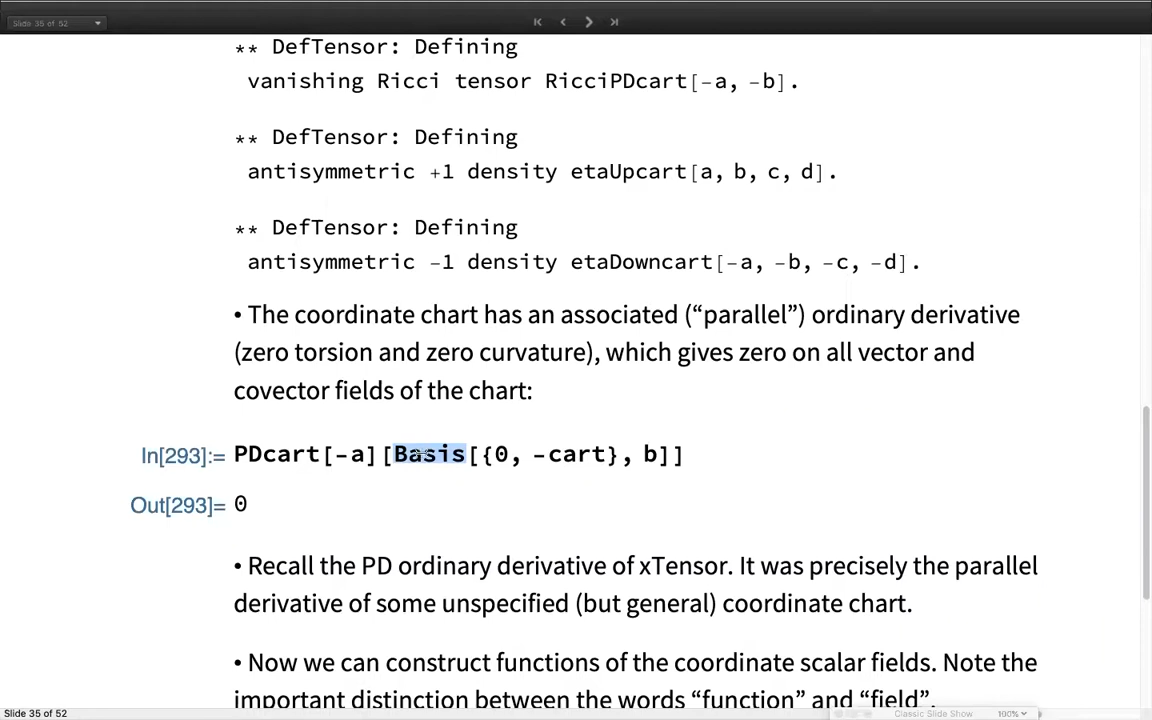 Slide 35 of 52
** DefTensor: Defining
vanishing Ricci tensor RicciPDcart[-a, -b].
** DefTensor: Defining
antisymmetric +1 density etaUpcart[a, b, c, d].
** DefTensor: Defining
antisymmetric -1 density etaDowncart[-a, -b, -c, -d].
• The coordinate chart has an associated (“parallel”) ordinary derivative
(zero torsion and zero curvature), which gives zero on all vector and
covector fields of the chart:
In[293]:= PDcart[-a][Basis[{0, -cart}, b]]
Out[293]= 0
• Recall the PD ordinary derivative of xTensor. It was precisely the parallel
derivative of some unspecified (but general) coordinate chart.
• Now we can construct functions of the coordinate scalar fields. Note the
important distinction between the words “function” and “field”.
Slide 35 of 52
Classic Slide Show 100%